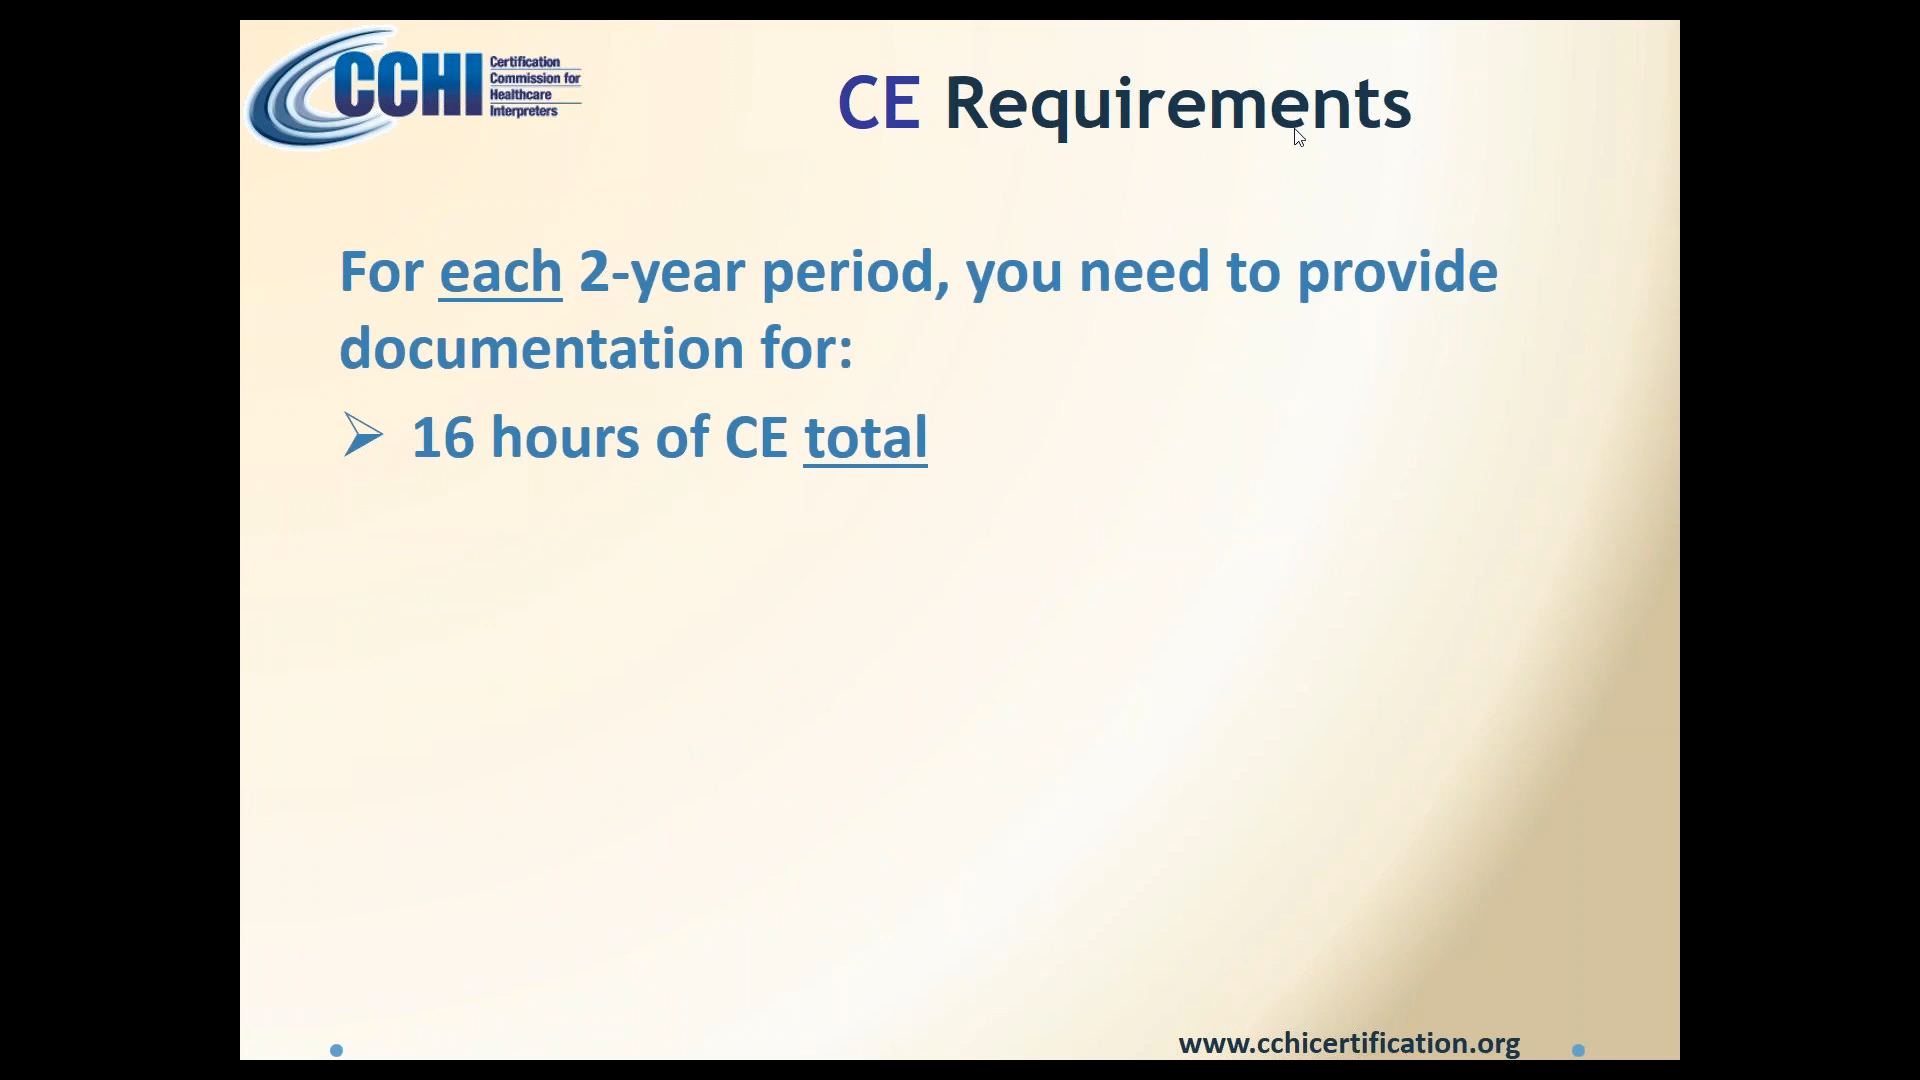 CCHI
Certification
Commission for
Healthcare
Interpreters
CE Requirements
For each 2-year period, you need to provide
documentation for:
16 hours of CE total
www.cchicertification.org